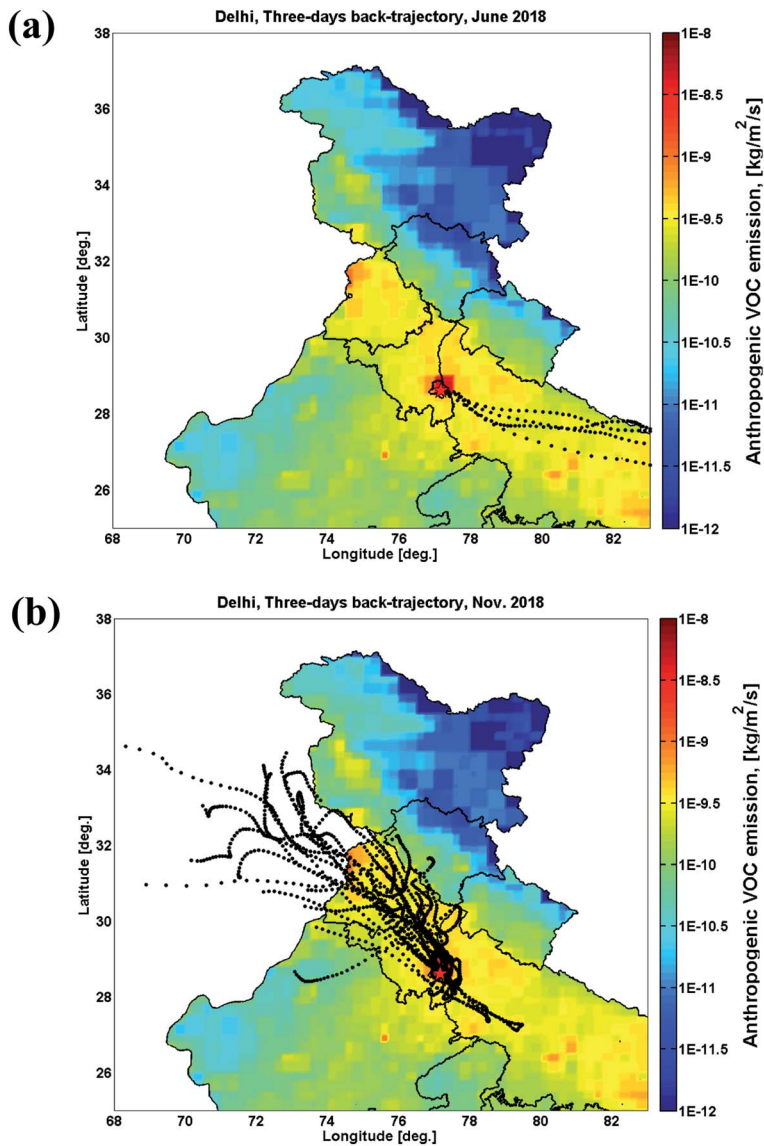 (a)
Delhi, Three-days back-trajectory, June 2018
38
36
34
32
30
28
26
Latitude [deg.]
68 70 72 74 76 78 80 82
Longitude [deg.]
1E-8
1E-8.5
1E-9
1E-9.5
1E-10
1E-10.5
1E-11
1E-11.5
1E-12
Anthropogenic VOC emission, [kg/m²/s]
(b)
Delhi, Three-days back-trajectory, Nov. 2018
38
36
34
32
30
28
26
Latitude [deg.]
68 70 72 74 76 78 80 82
Longitude [deg.]
1E-8
1E-8.5
1E-9
1E-9.5
1E-10
1E-10.5
1E-11
1E-11.5
1E-12
Anthropogenic VOC emission, [kg/m²/s]